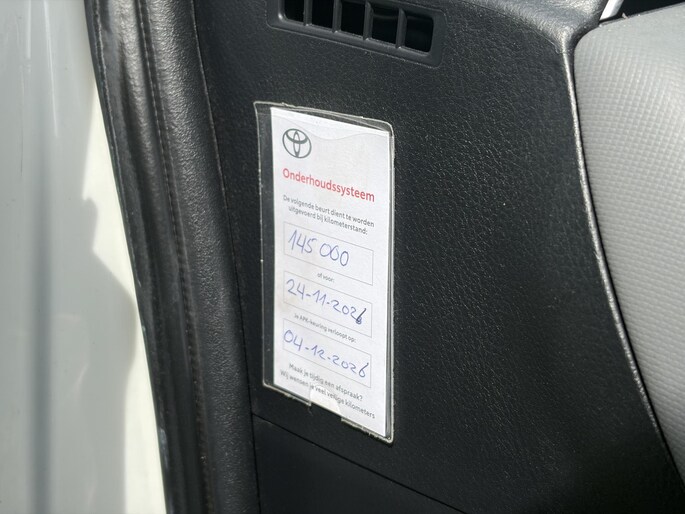 Onderhoudssysteem
De volgende beurt dient te worden
uitgevoerd bij kilometerstand:
145 000
of voor:
24-11-2026
Je APK-keuring verloopt op:
04-12-2026
Maak je tijdig een afspraak?
Wij wensen je veel veilige kilometers